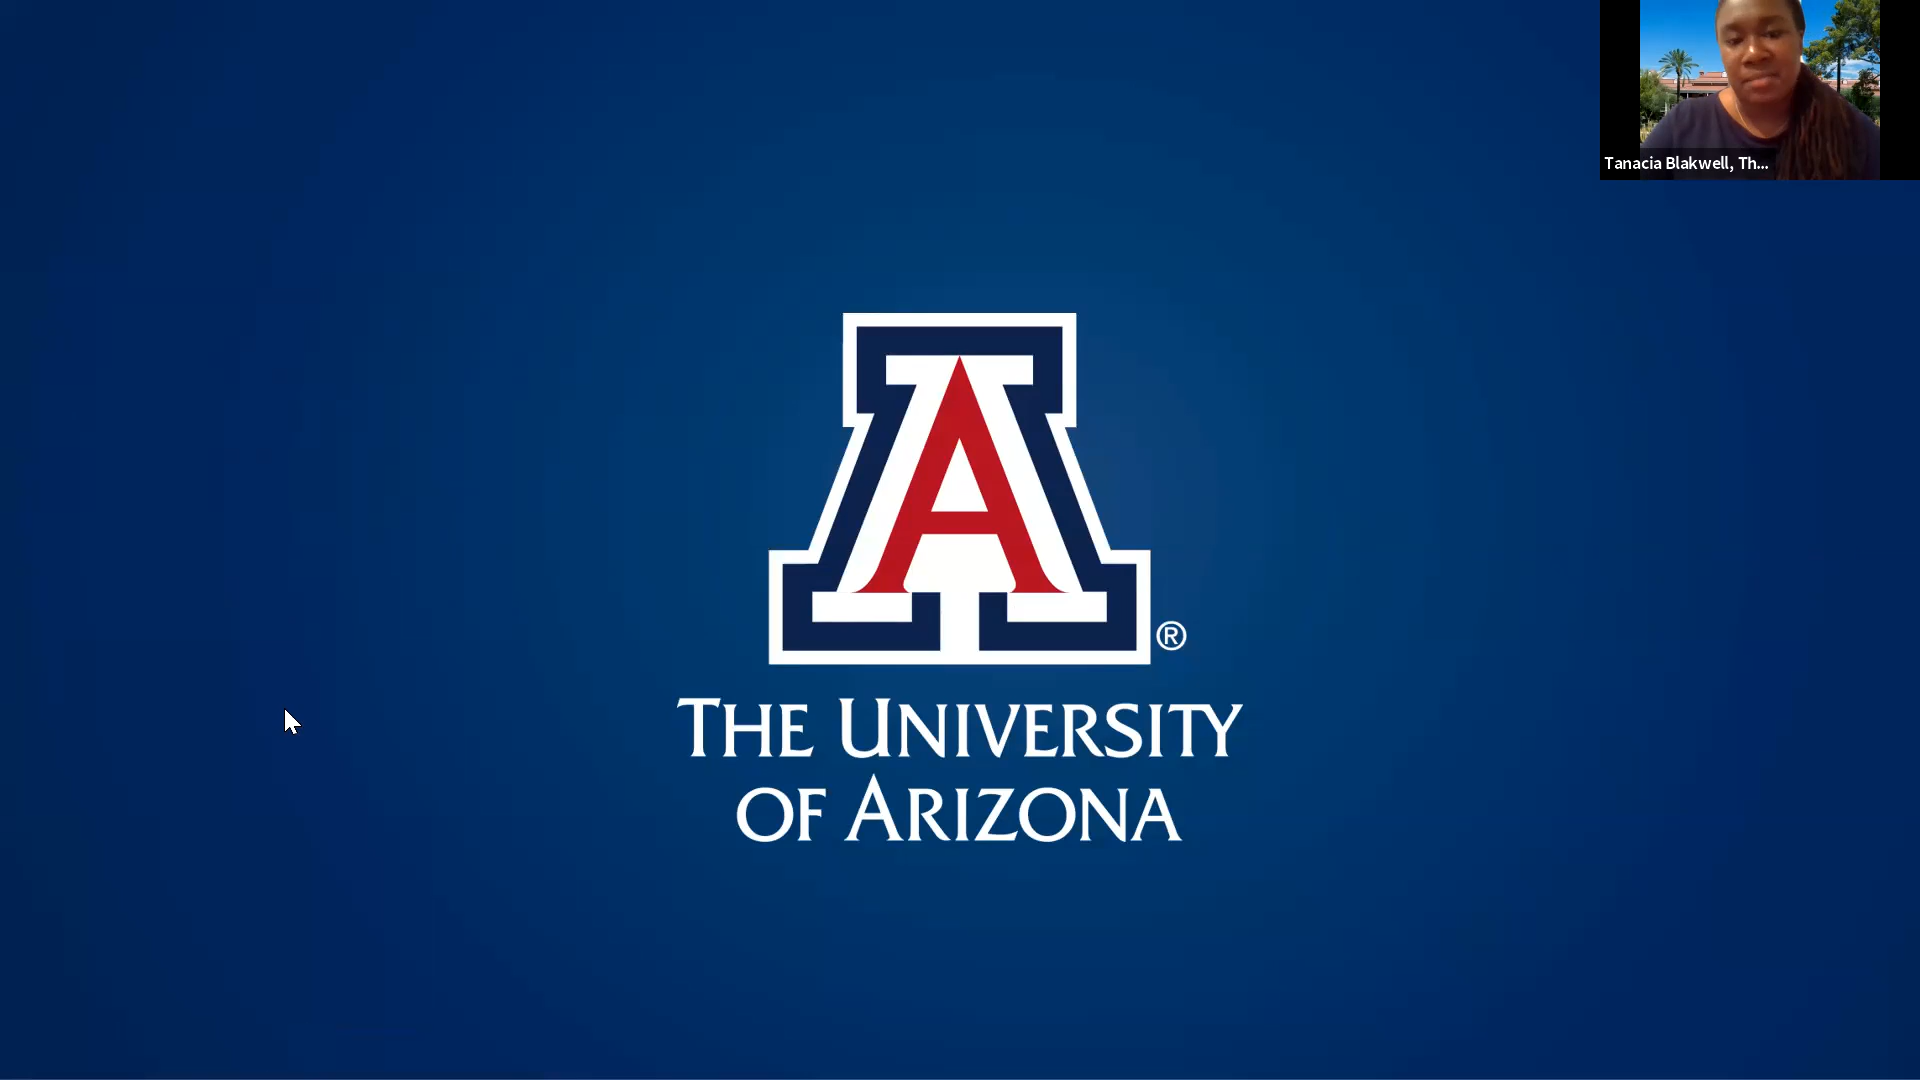 Tanacia Blakwell, Th...
A
®
THE UNIVERSITY
OF ARIZONA